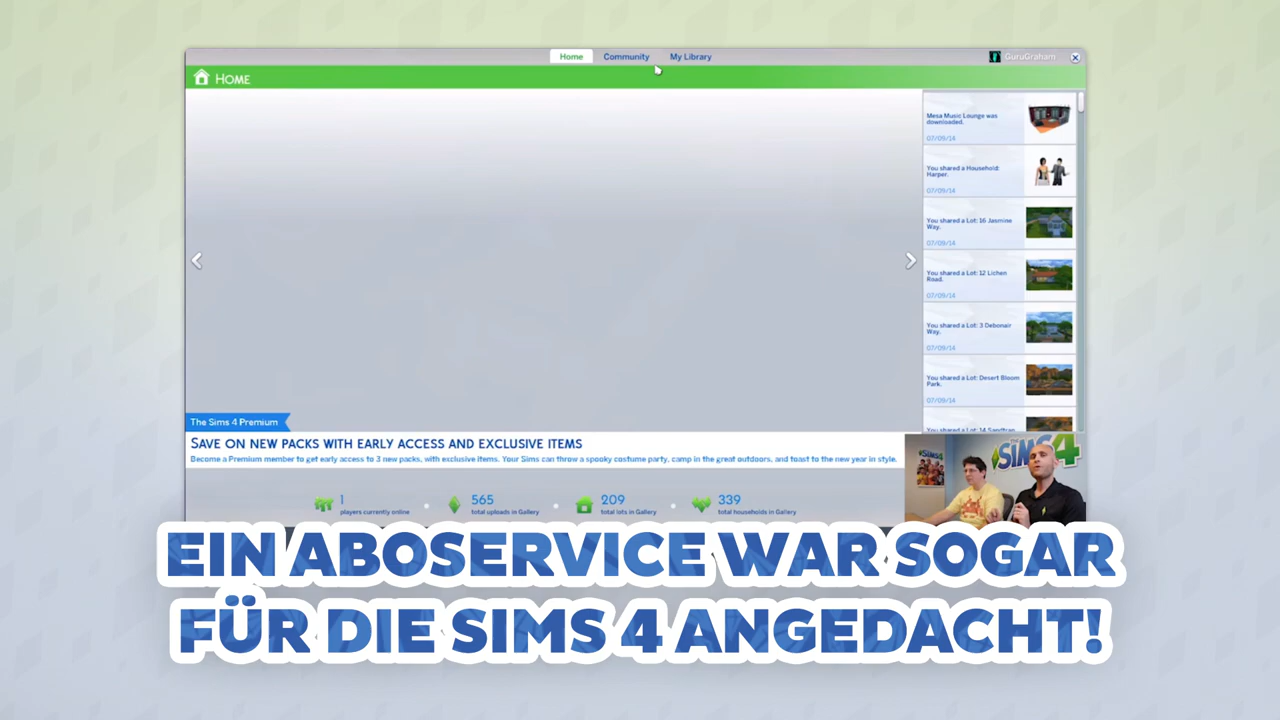 Home Community My Library GuruGraham
HOME
Mesa Music Lounge was
downloaded.
07/09/14
You shared a Household:
Harper.
07/09/14
You shared a Lot: 16 Jasmine
Way.
07/09/14
You shared a Lot: 12 Lichen
Road.
07/09/14
You shared a Lot: 3 Debonair
Way.
07/09/14
You shared a Lot: Desert Bloom
Park.
07/09/14
You shared a Lot: 14 Sandtrap
The Sims 4 Premium
SAVE ON NEW PACKS WITH EARLY ACCESS AND EXCLUSIVE ITEMS
Become a Premium member to get early access to 3 new packs, with exclusive items. Your Sims can throw a spooky costume party, camp in the great outdoors, and toast to the new year in style.
1
players currently online
565
total uploads in Gallery
209
total lots in Gallery
339
total households in Gallery
THE SIMS 4
EIN ABOSERVICE WAR SOGAR
FÜR DIE SIMS 4 ANGEDACHT!